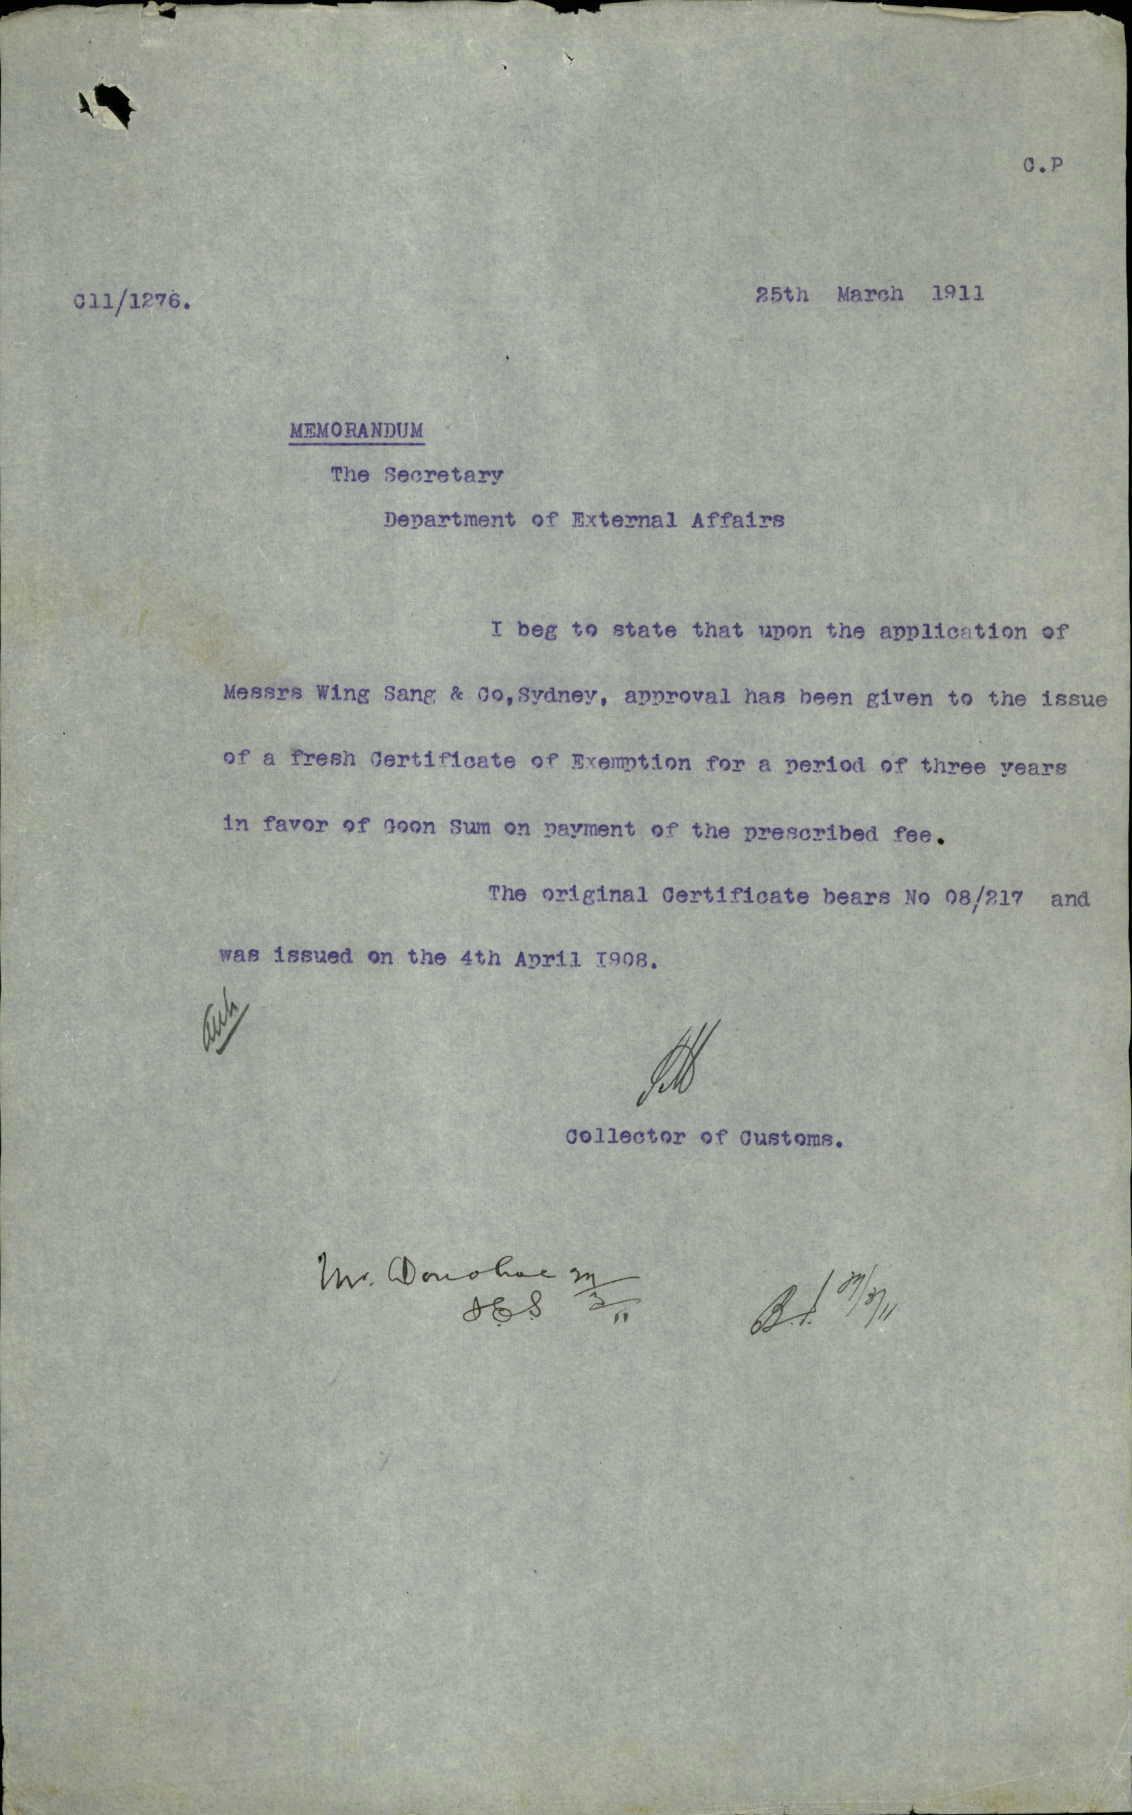 C.P
C11/1276.
25th March 1911
MEMORANDUM
The Secretary
Department of External Affairs
I beg to state that upon the application of
Messrs Wing Sang & Co,Sydney, approval has been given to the issue
of a fresh Certificate of Exemption for a period of three years
in favor of Goon Sum on payment of the prescribed fee.
The original Certificate bears No 08/217 and
was issued on the 4th April 1908.
Collector of Customs.
Mr. Donohoe